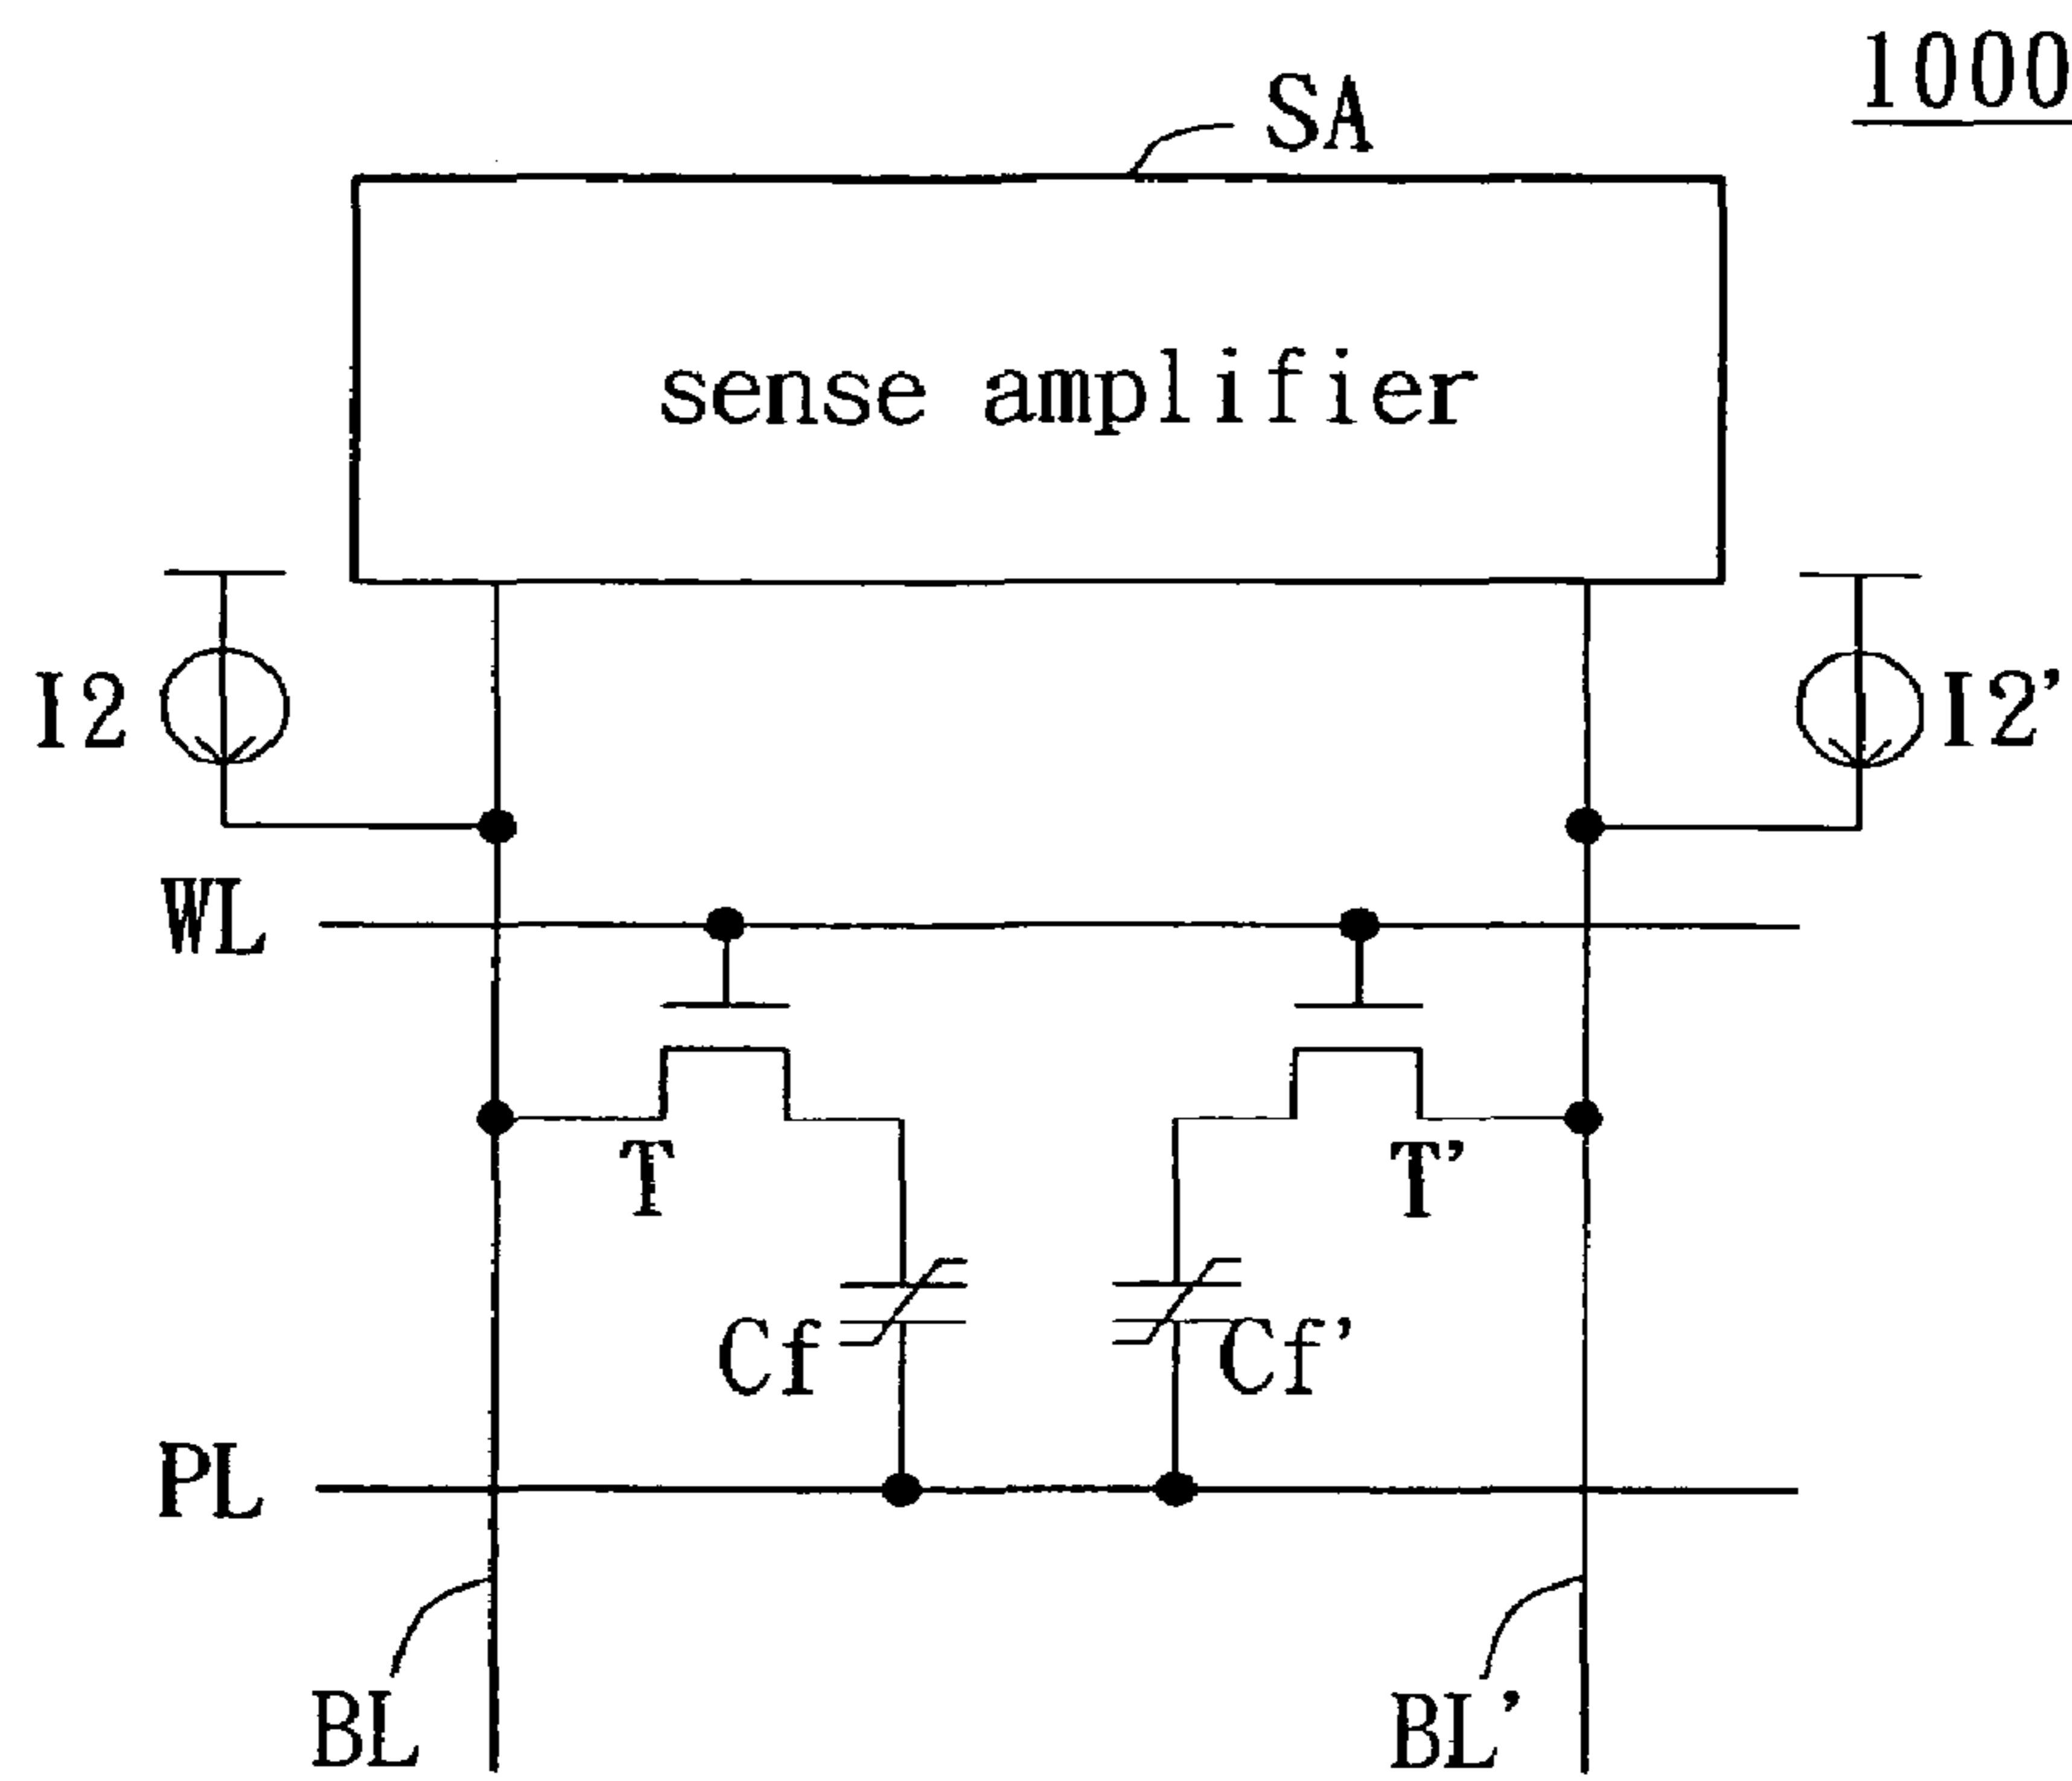 1000
SA
sense amplifier
I2
I2'
WL
T
T'
Cf
Cf'
PL
BL
BL'